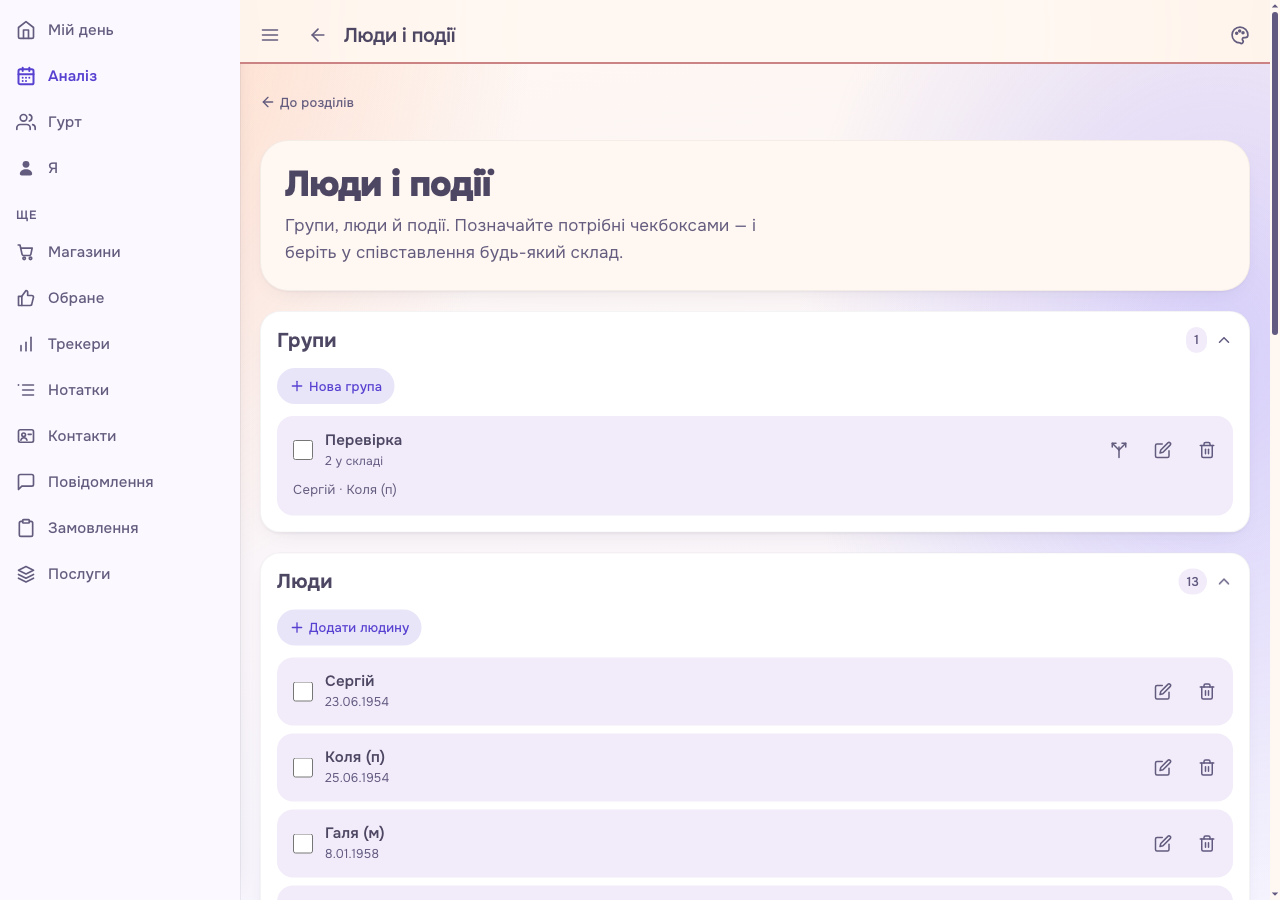 Мій день
Аналіз
Гурт
Я
ЩЕ
Магазини
Обране
Трекери
Нотатки
Контакти
Повідомлення
Замовлення
Послуги
Люди і події
До розділів
Люди і події
Групи, люди й події. Позначайте потрібні чекбоксами — і
беріть у співставлення будь-який склад.
Групи
1
Нова група
Перевірка
2 у складі
Сергій · Коля (п)
Люди
13
Додати людину
Сергій
23.06.1954
Коля (п)
25.06.1954
Галя (м)
8.01.1958